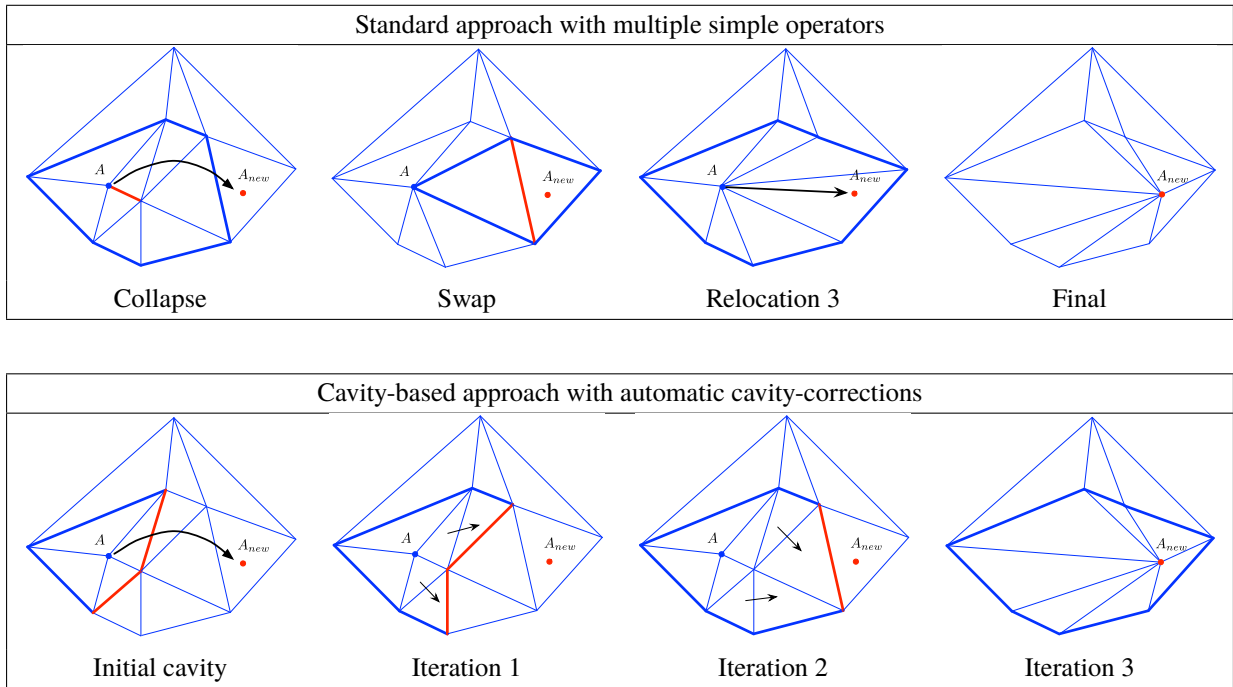 Standard approach with multiple simple operators
A A_new A A_new A A_new A_new
Collapse Swap Relocation 3 Final
Cavity-based approach with automatic cavity-corrections
A A_new A A_new A A_new A_new
Initial cavity Iteration 1 Iteration 2 Iteration 3